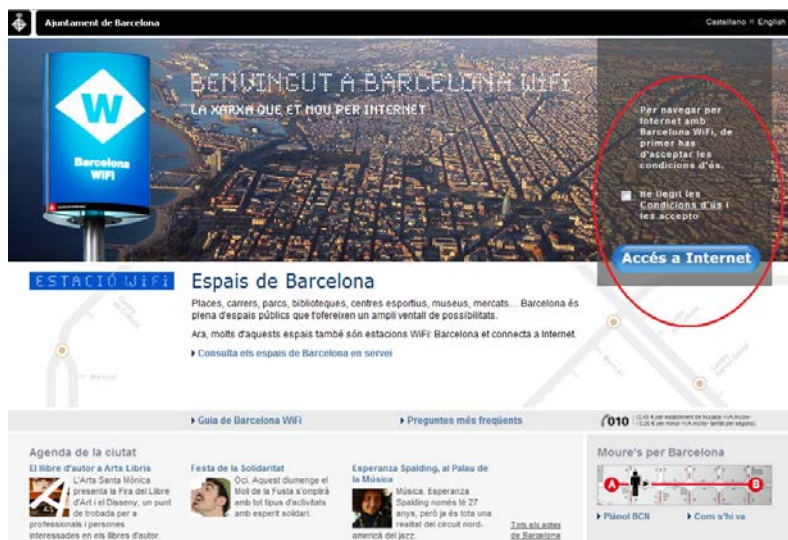 Ajuntament de Barcelona
Castellano :: English
BENVINGUT A BARCELONA WiFi
LA XARXA QUE ET MOU PER INTERNET
W
Barcelona
WiFi
Per navegar per
Internet amb
Barcelona WiFi, de
primer has
d'acceptar les
condicions d'ús.
He llegit les
Condicions d'ús i
les accepto
Accés a Internet
ESTACIÓ WiFi
Espais de Barcelona
Places, carrers, parcs, biblioteques, centres esportius, museus, mercats... Barcelona és
plena d'espais públics que t'ofereixen un ampli ventall de possibilitats.
Ara, molts d'aquests espais també són estacions WiFi: Barcelona et connecta a Internet.
Consulta els espais de Barcelona en servei
Guia de Barcelona WiFi
Preguntes més freqüents
010
Agenda de la ciutat
El llibre d'autor a Arts Libris
L'Arts Santa Mònica
presenta la Fira del Llibre
d'Art i el Disseny, un punt
de trobada per a
professionals i persones
interessades en els llibres d'autor.
Festa de la Solidaritat
Oci. Aquest diumenge el
Moll de la Fusta s'omplirà
amb tot tipus d'activitats
amb esperit solidari.
Esperanza Spalding, al Palau de
la Música
Música. Esperanza
Spalding només té 27
anys, però ja és tota una
realitat del circuit nord-
americà del jazz.
Tots els actes
de Barcelona
Moure's per Barcelona
A
B
Plànol BCN
Com s'hi va